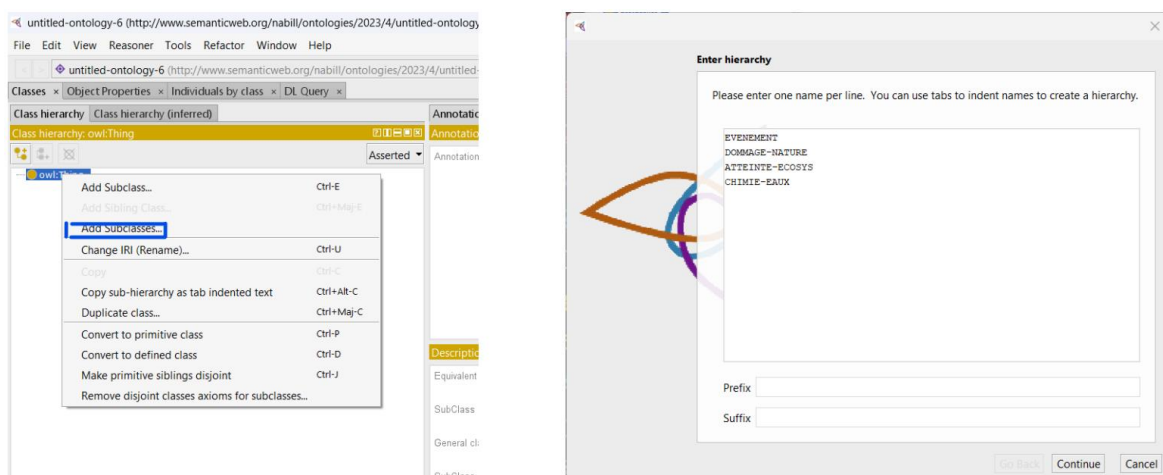 untitled-ontology-6 (http://www.semanticweb.org/nabill/ontologies/2023/4/untitled-ontology
File Edit View Reasoner Tools Refactor Window Help
untitled-ontology-6 (http://www.semanticweb.org/nabill/ontologies/2023/4/untitled-
Classes × Object Properties × Individuals by class × DL Query ×
Class hierarchy Class hierarchy (inferred)
Class hierarchy: owl:Thing
Asserted
owl:Thing
Add Subclass... Ctrl-E
Add Sibling Class... Ctrl+Maj-E
Add Subclasses...
Change IRI (Rename)... Ctrl-U
Copy Ctrl-C
Copy sub-hierarchy as tab indented text Ctrl+Alt-C
Duplicate class... Ctrl+Maj-C
Convert to primitive class Ctrl-P
Convert to defined class Ctrl-D
Make primitive siblings disjoint Ctrl-J
Remove disjoint classes axioms for subclasses...
Annotatio
Annotatio
Annotation
Descriptio
Equivalent
SubClass
General cl
Enter hierarchy
Please enter one name per line. You can use tabs to indent names to create a hierarchy.
EVENEMENT
DOMMAGE-NATURE
ATTEINTE-ECOSYS
CHIMIE-EAUX
Prefix
Suffix
Go Back Continue Cancel